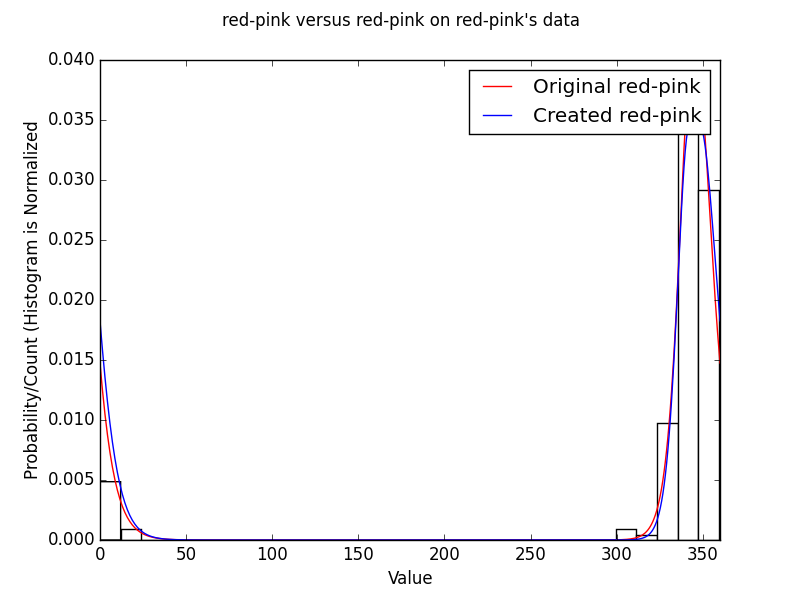 red-pink versus red-pink on red-pink's data
0.040
0.035
0.030
0.025
0.020
0.015
0.010
0.005
0.000
Probability/Count (Histogram is Normalized
Original red-pink
Created red-pink
0 50 100 150 200 250 300 350
Value